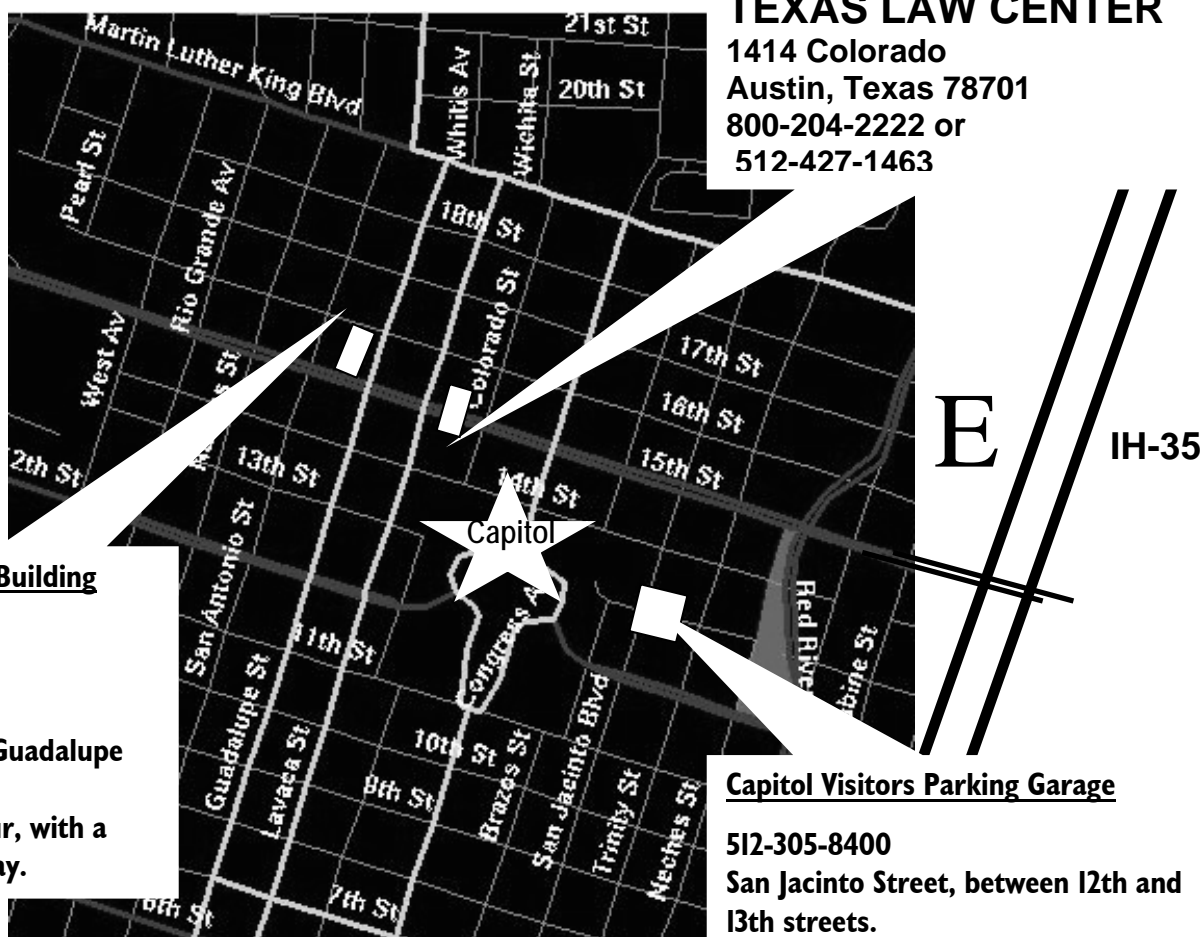 TEXAS LAW CENTER
1414 Colorado
Austin, Texas 78701
800-204-2222 or
512-427-1463
21st St
Martin Luther King Blvd
Whitis Av
Wichita St
20th St
Pearl St
Rio Grande Av
18th St
Colorado St
West Av
17th St
16th St
15th St
E
IH-35
13th St
14th St
2th St
Capitol
San Antonio St
Building
Red River
bine St
11th St
Congress A
Guadalupe St
Lavaca St
Guadalupe
10th St
9th St
Brazos St
San Jacinto Blvd
Trinity St
Neches St
ur, with a
ay.
6th St
7th St
Capitol Visitors Parking Garage
512-305-8400
San Jacinto Street, between 12th and
13th streets.